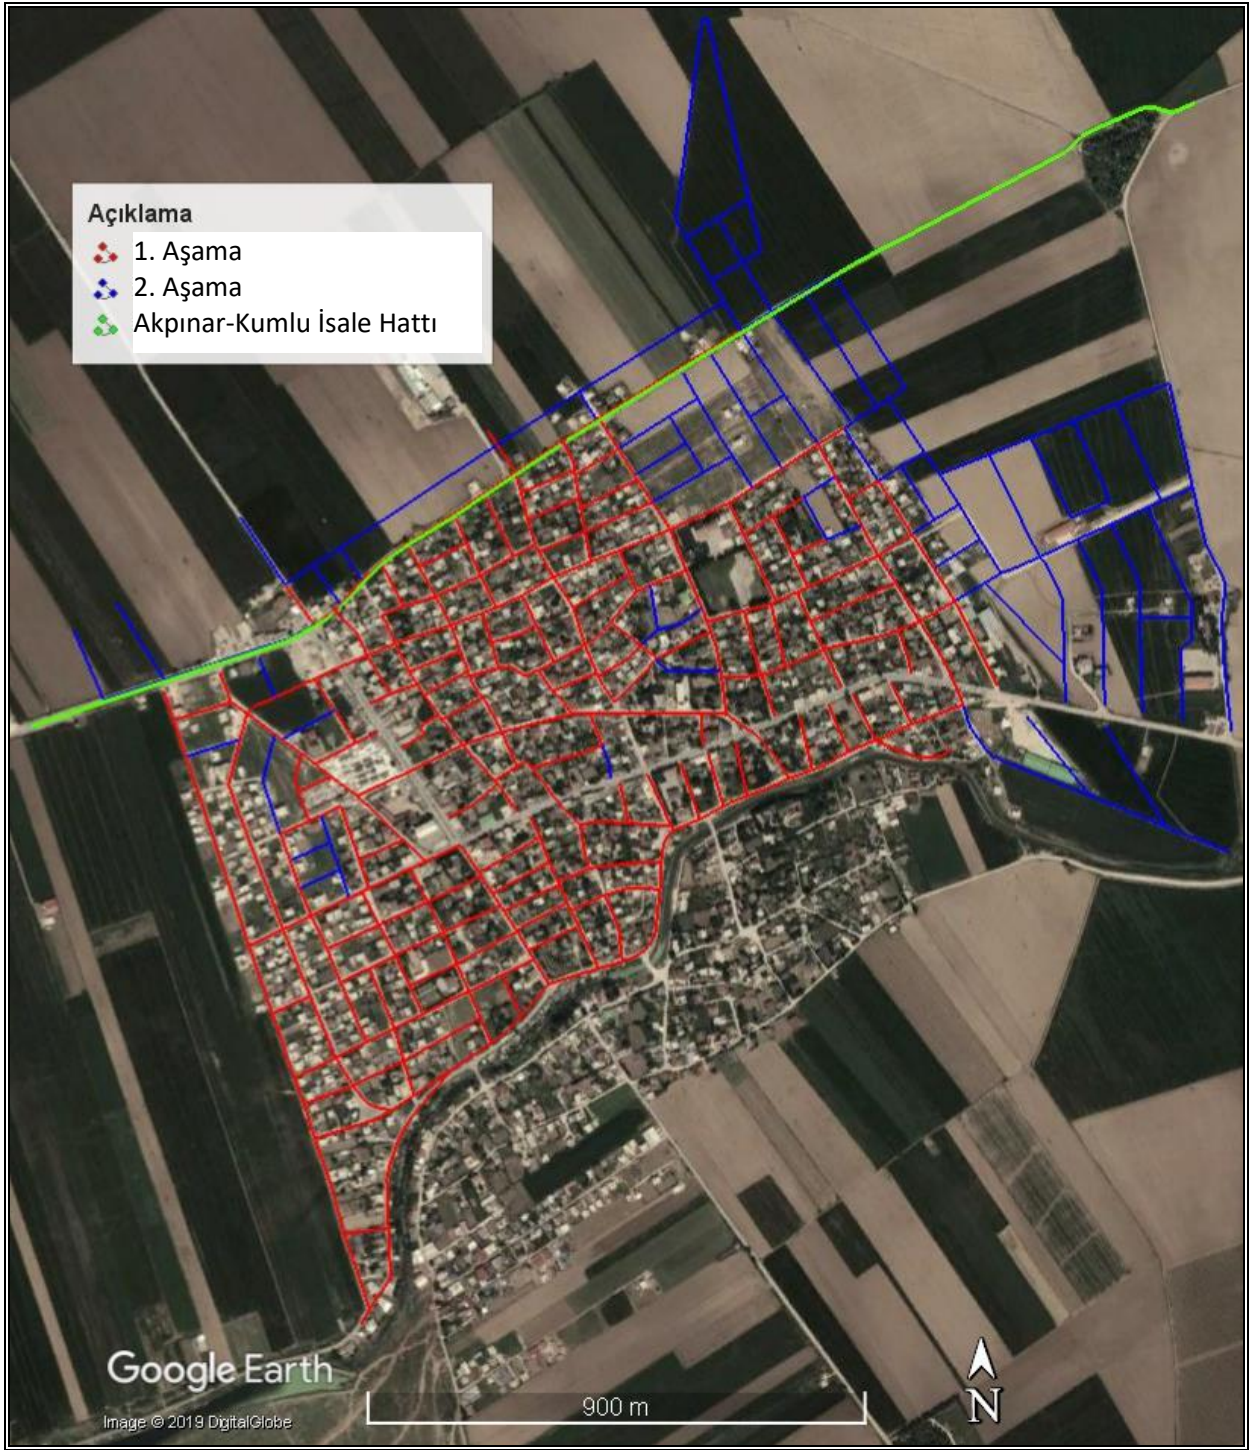 Açıklama
1. Aşama
2. Aşama
Akpınar-Kumlu İsale Hattı
Google Earth
Image © 2019 DigitalGlobe
900 m
N